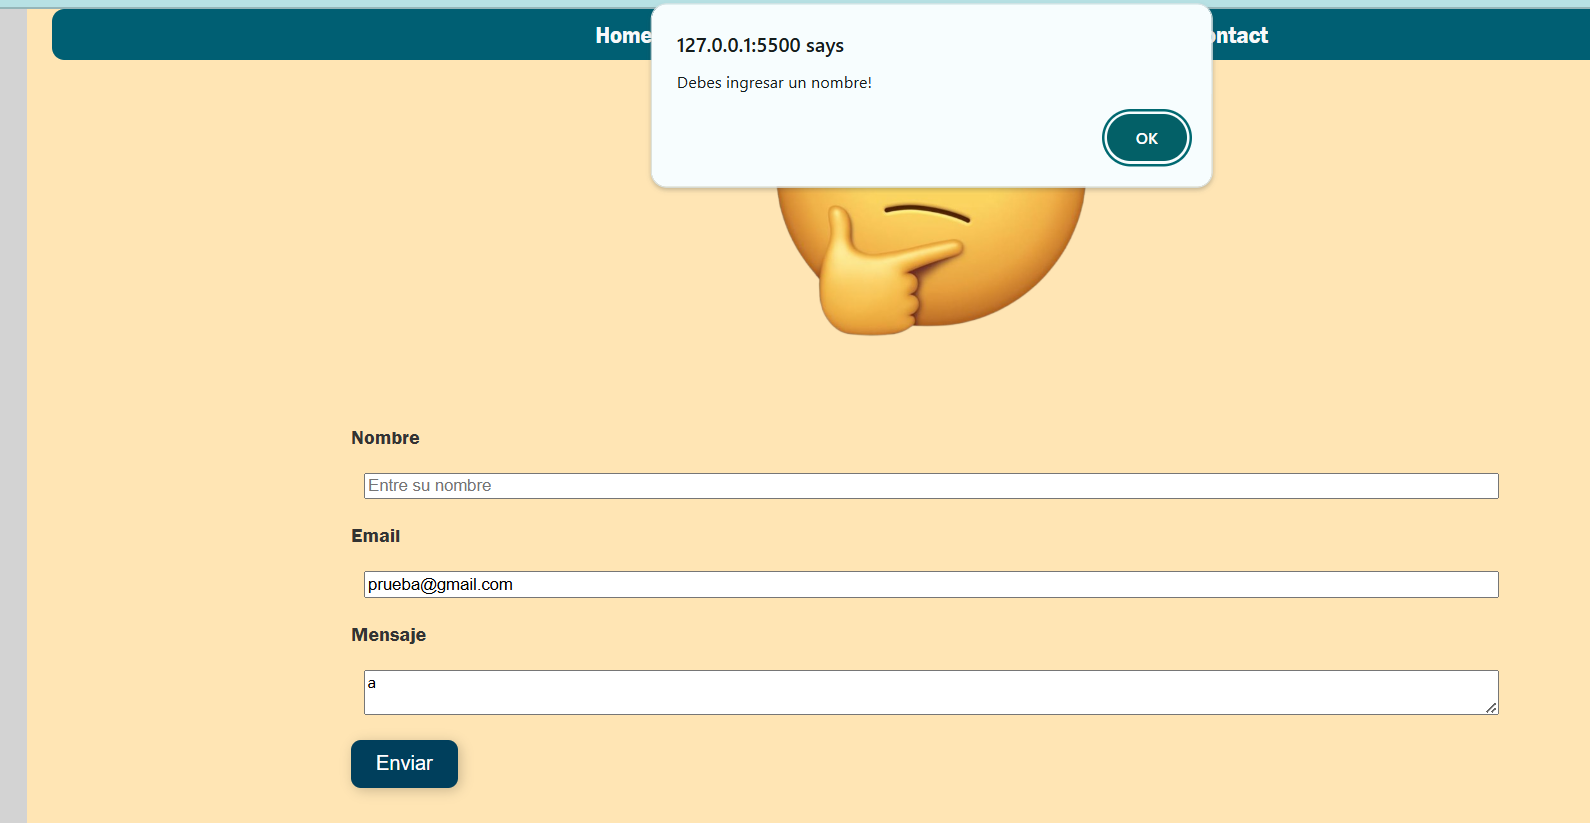 Home
ontact
127.0.0.1:5500 says
Debes ingresar un nombre!
OK
Nombre
Entre su nombre
Email
prueba@gmail.com
Mensaje
a
Enviar